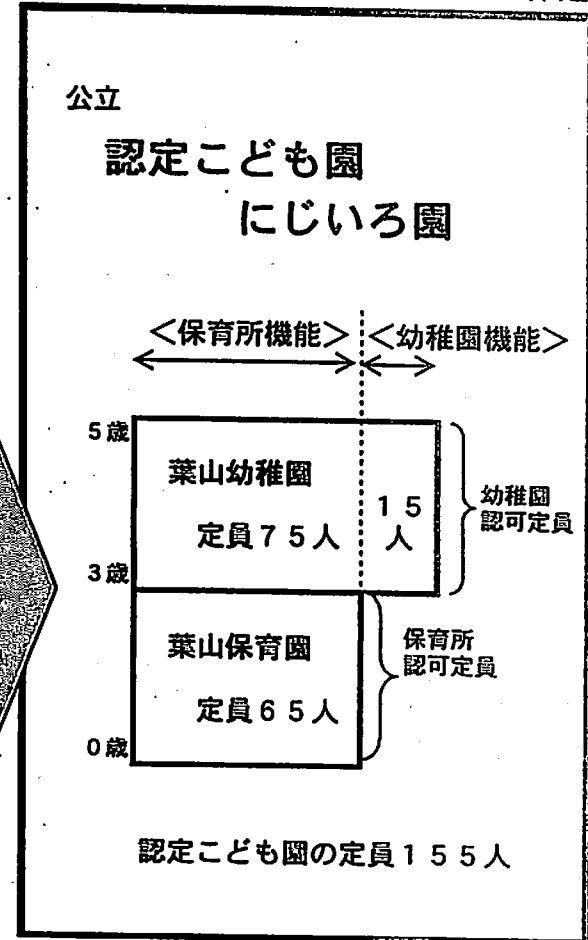 公立
認定こども園
にじいろ園
＜保育所機能＞＜幼稚園機能＞
5歳
葉山幼稚園
定員７５人
１５
人
幼稚園
認可定員
3歳
葉山保育園
定員６５人
保育所
認可定員
0歳
認定こども園の定員１５５人